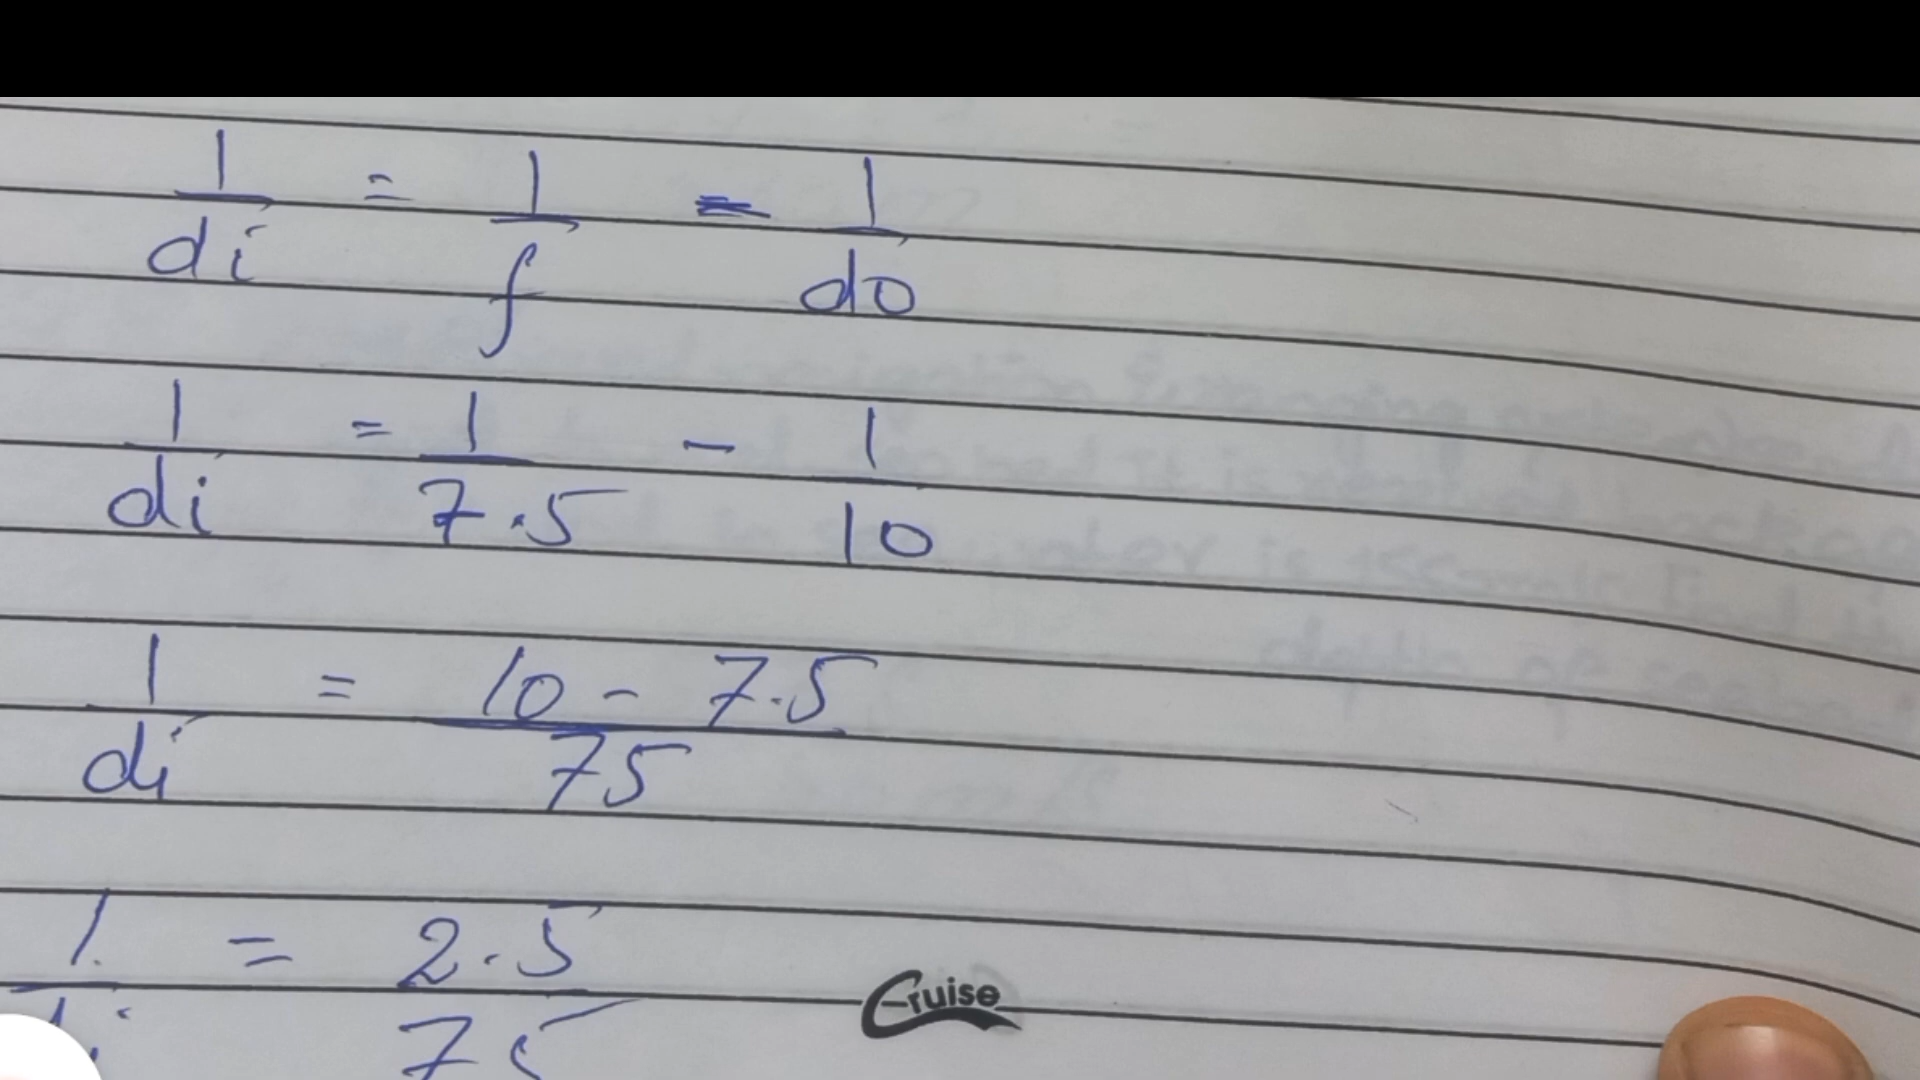 1/di = 1/f - 1/do
1/di = 1/7.5 - 1/10
1/di = 10 - 7.5/75
1/di = 2.5/75
Cruise